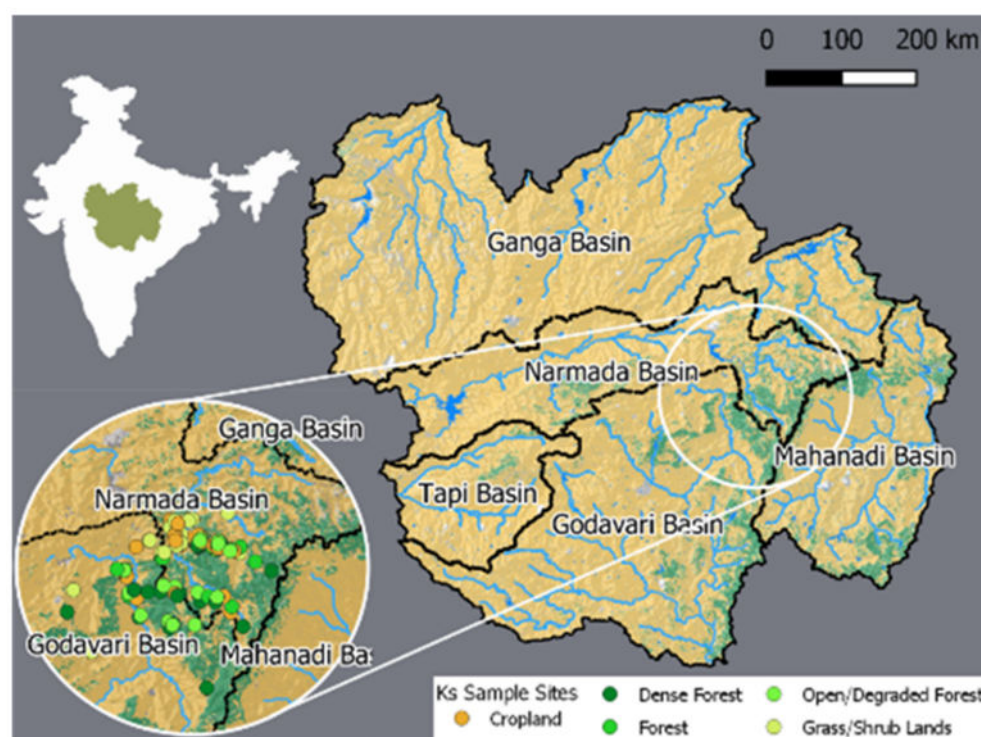 0 100 200 km
Ganga Basin
Narmada Basin
Mahanadi Basin
Tapi Basin
Godavari Basin
Ganga Basin
Narmada Basin
Godavari Basin
Mahanadi Ba
Ks Sample Sites
Cropland
Dense Forest
Forest
Open/Degraded Forest
Grass/Shrub Lands